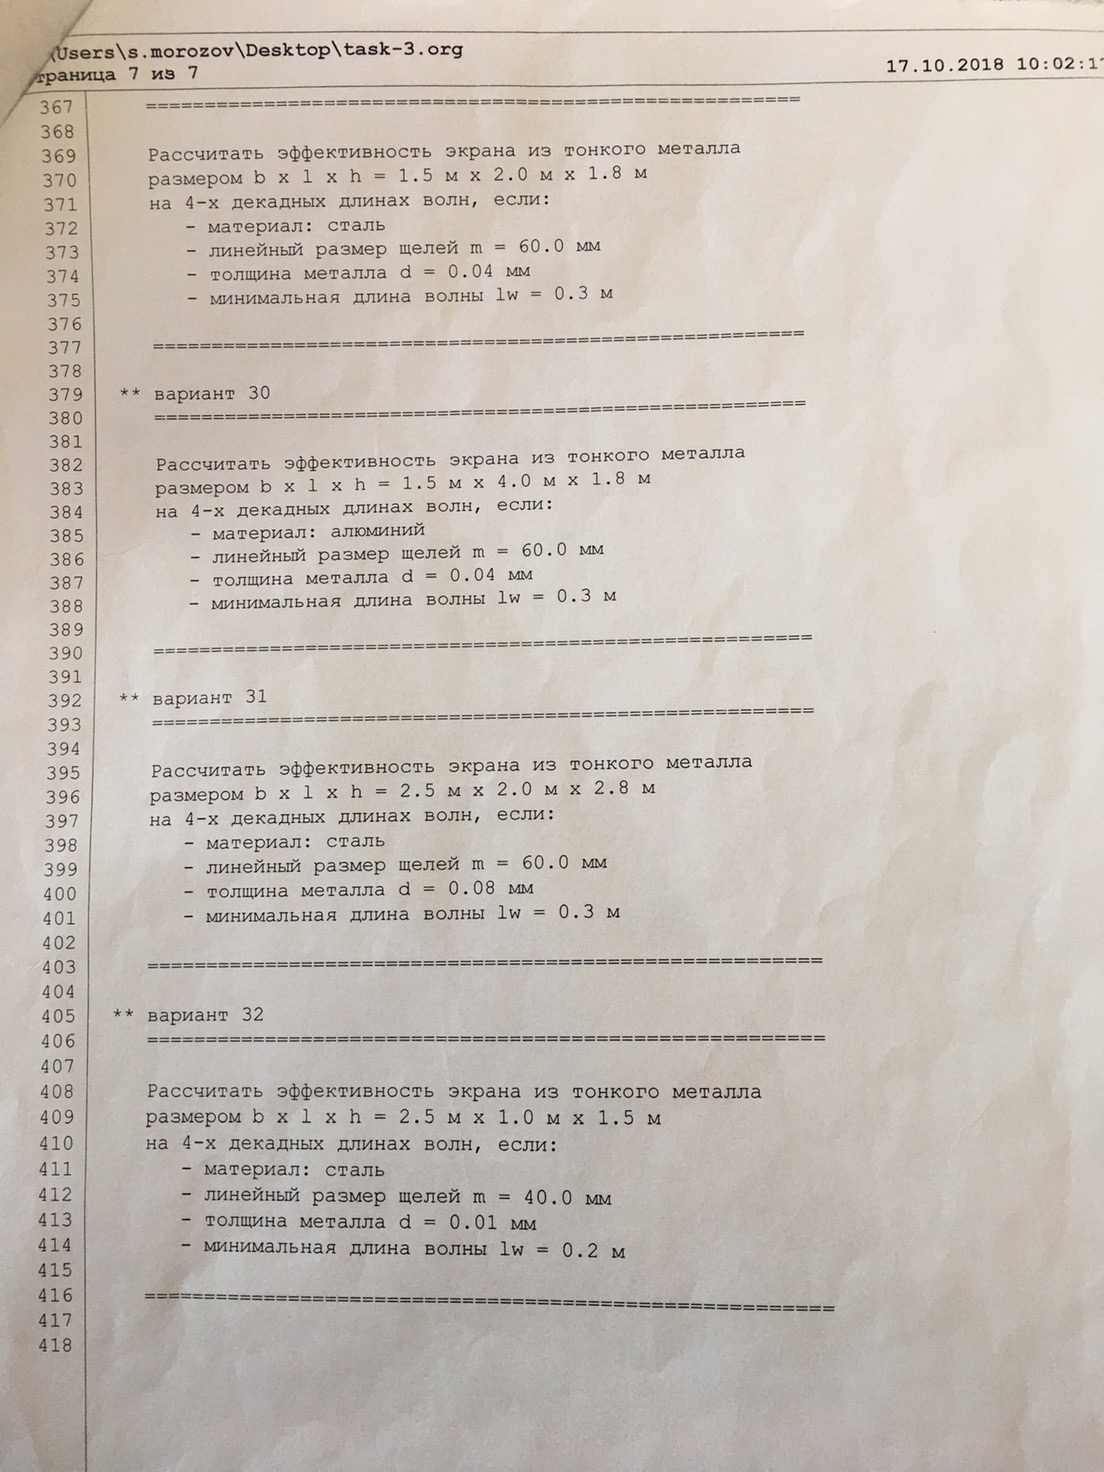 \Users\s.morozov\Desktop\task-3.org
траница 7 из 7
17.10.2018 10:02:1
367 =======================================================
368
369 Рассчитать эффективность экрана из тонкого металла
370 размером b x l x h = 1.5 м x 2.0 м x 1.8 м
371 на 4-х декадных длинах волн, если:
372 - материал: сталь
373 - линейный размер щелей m = 60.0 мм
374 - толщина металла d = 0.04 мм
375 - минимальная длина волны lw = 0.3 м
376
377 =======================================================
378
379 ** вариант 30
380 =======================================================
381
382 Рассчитать эффективность экрана из тонкого металла
383 размером b x l x h = 1.5 м x 4.0 м x 1.8 м
384 на 4-х декадных длинах волн, если:
385 - материал: алюминий
386 - линейный размер щелей m = 60.0 мм
387 - толщина металла d = 0.04 мм
388 - минимальная длина волны lw = 0.3 м
389
390 =======================================================
391
392 ** вариант 31
393 =======================================================
394
395 Рассчитать эффективность экрана из тонкого металла
396 размером b x l x h = 2.5 м x 2.0 м x 2.8 м
397 на 4-х декадных длинах волн, если:
398 - материал: сталь
399 - линейный размер щелей m = 60.0 мм
400 - толщина металла d = 0.08 мм
401 - минимальная длина волны lw = 0.3 м
402
403 =======================================================
404
405 ** вариант 32
406 =======================================================
407
408 Рассчитать эффективность экрана из тонкого металла
409 размером b x l x h = 2.5 м x 1.0 м x 1.5 м
410 на 4-х декадных длинах волн, если:
411 - материал: сталь
412 - линейный размер щелей m = 40.0 мм
413 - толщина металла d = 0.01 мм
414 - минимальная длина волны lw = 0.2 м
415
416 =======================================================
417
418